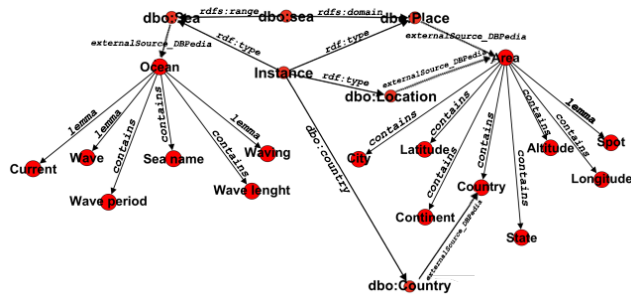 dbo:Sea
rdfs:range
dbo:sea
rdfs:domain
dbo:Place
externalSource_DBPedia
rdf:type
rdf:type
externalSource_DBPedia
Ocean
Instance
rdf:type
externalSource_DBPedia
Area
dbo:Location
lemma
lemma
contains
contains
lemma
dbo:country
contains
contains
contains
contains
contains
contains
contains
contains
lemma
Current
Wave
Sea name
Waving
City
Latitudes
Altitude
Spot
Wave period
Wave lenght
Country
Longitude
Continent
State
externalSource_DBPedia
dbo:Country